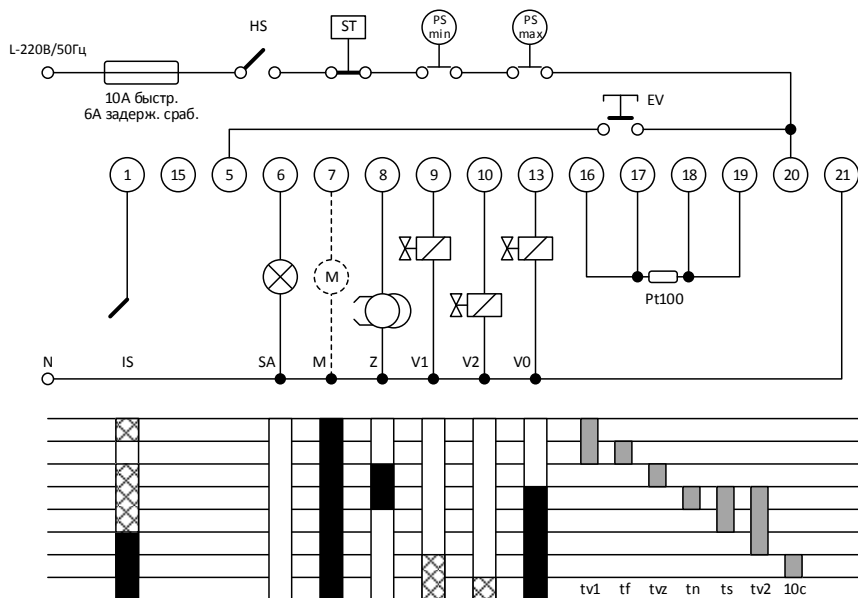 HS
ST
PS
min
PS
max
L-220В/50Гц
10А быстр.
6А задерж. сраб.
EV
1 15 5 6 7 8 9 10 13 16 17 18 19 20 21
M
Pt100
N IS SA M Z V1 V2 V0
tv1 tf tvz tn ts tv2 10с